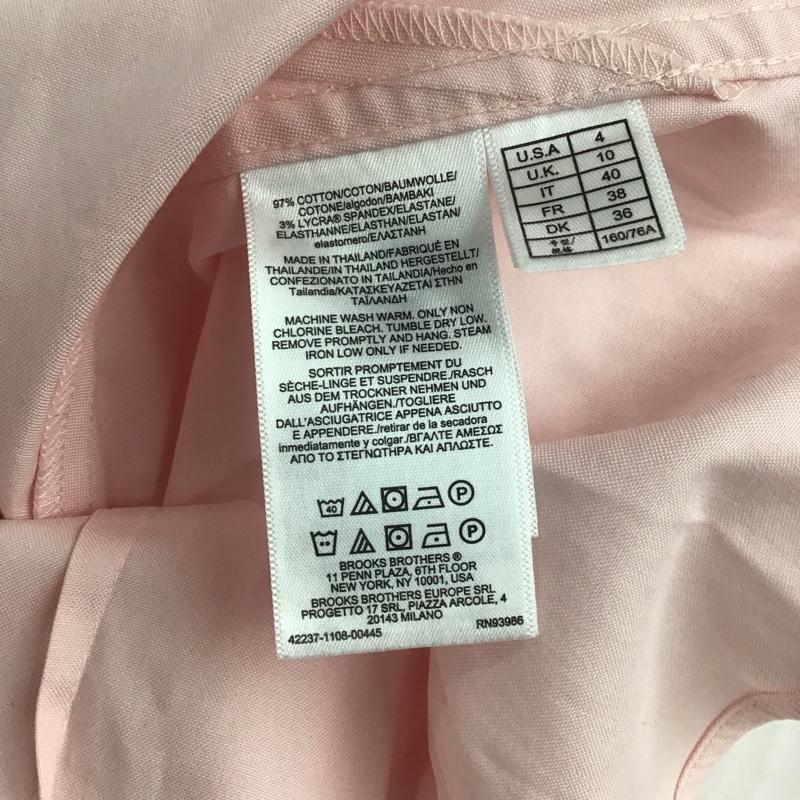 97% COTTON/COTON/BAUMWOLLE/
COTONE/algodon/BAMBAKI
3% LYCRA® SPANDEX/ELASTANE/
ELASTHANNE/ELASTHAN/ELASTAN/
elastomero/ΕΛΑΣΤΑΝΗ
MADE IN THAILAND/FABRIQUÉ EN
THAILANDE/IN THAILAND HERGESTELLT/
CONFEZIONATO IN TAILANDIA/Hecho en
Tailandia/ΚΑΤΑΣΚΕΥΑΖΕΤΑΙ ΣΤΗΝ
ΤΑΪΛΑΝΔΗ
MACHINE WASH WARM. ONLY NON
CHLORINE BLEACH. TUMBLE DRY LOW.
REMOVE PROMPTLY AND HANG. STEAM
IRON LOW ONLY IF NEEDED.
SORTIR PROMPTEMENT DU
SÈCHE-LINGE ET SUSPENDRE./RASCH
AUS DEM TROCKNER NEHMEN UND
AUFHÄNGEN./TOGLIERE
DALL'ASCIUGATRICE APPENA ASCIUTTO
E APPENDERE./retirar de la secadora
inmediatamente y colgar./ΒΓΑΛΤΕ ΑΜΕΣΩΣ
ΑΠΟ ΤΟ ΣΤΕΓΝΩΤΗΡΑ ΚΑΙ ΑΠΛΩΣΤΕ.
40 P
P
BROOKS BROTHERS ®
11 PENN PLAZA, 6TH FLOOR
NEW YORK, NY 10001, USA
BROOKS BROTHERS EUROPE SRL
PROGETTO 17 SRL, PIAZZA ARCOLE, 4
20143 MILANO
42237-1108-00445 RN93986
U.S.A 4
U.K. 10
IT 40
FR 38
DK 36
号型/规格 160/76A